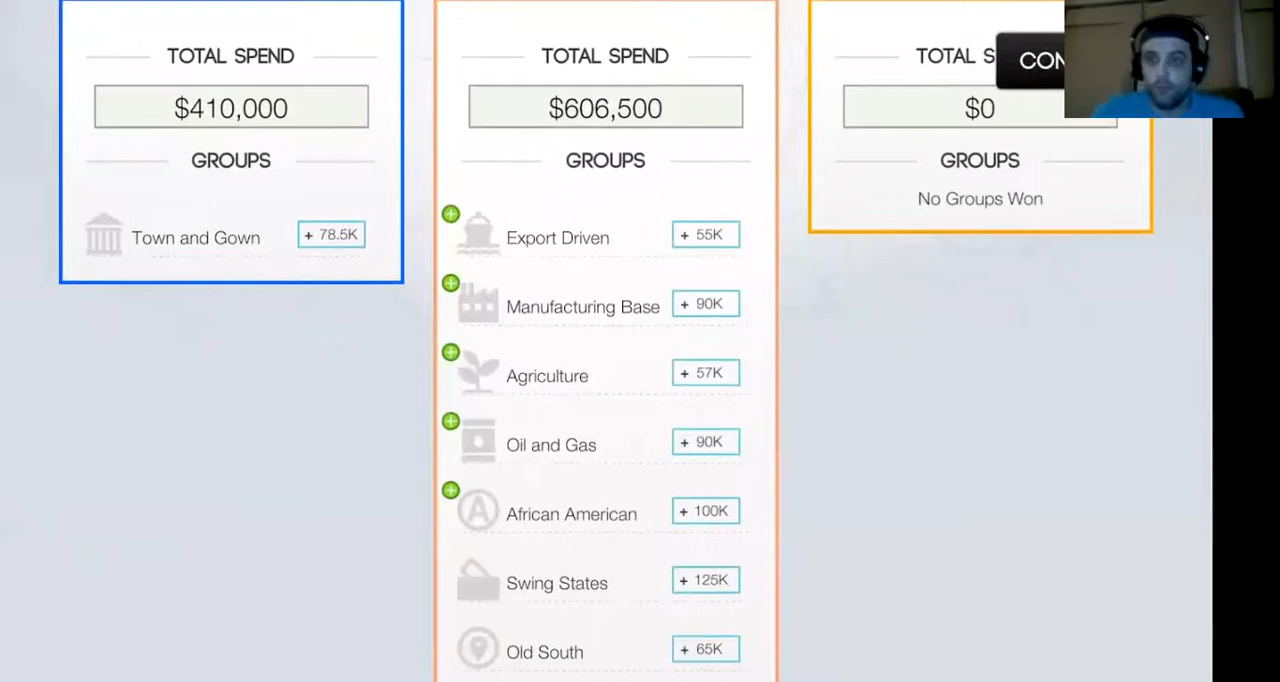 TOTAL SPEND
$410,000
GROUPS
Town and Gown + 78.5K
TOTAL SPEND
$606,500
GROUPS
Export Driven + 55K
Manufacturing Base + 90K
Agriculture + 57K
Oil and Gas + 90K
A African American + 100K
Swing States + 125K
Old South + 65K
TOTAL S
CON
$0
GROUPS
No Groups Won